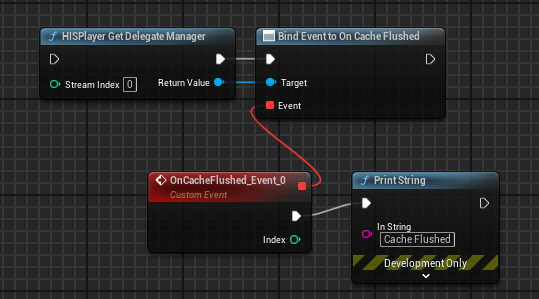 f HISPlayer Get Delegate Manager
Stream Index 0
Return Value
Bind Event to On Cache Flushed
Target
Event
OnCacheFlushed_Event_0
Custom Event
Index
f Print String
In String
Cache Flushed
Development Only